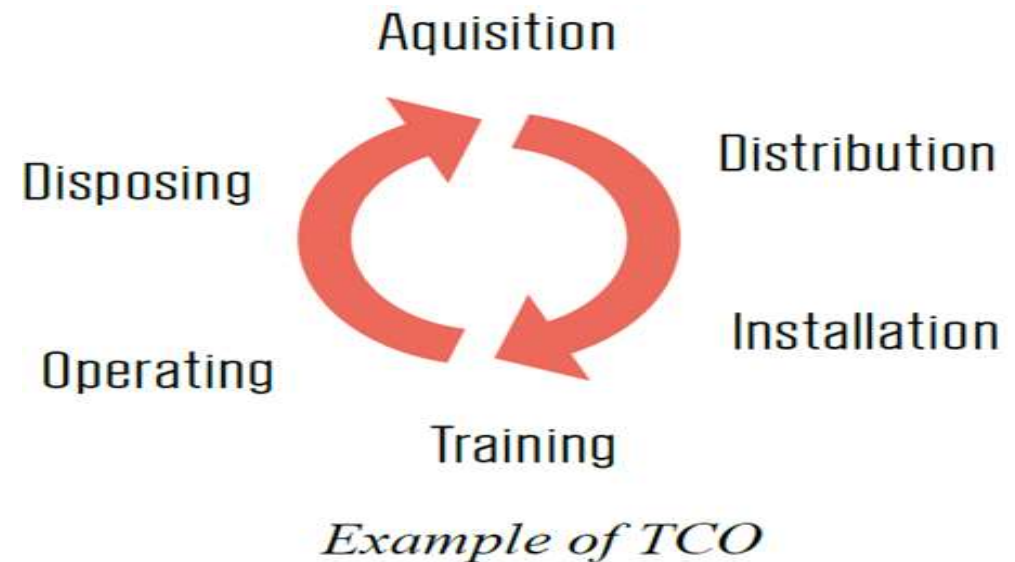 Aquisition
Distribution
Installation
Training
Operating
Disposing
Example of TCO